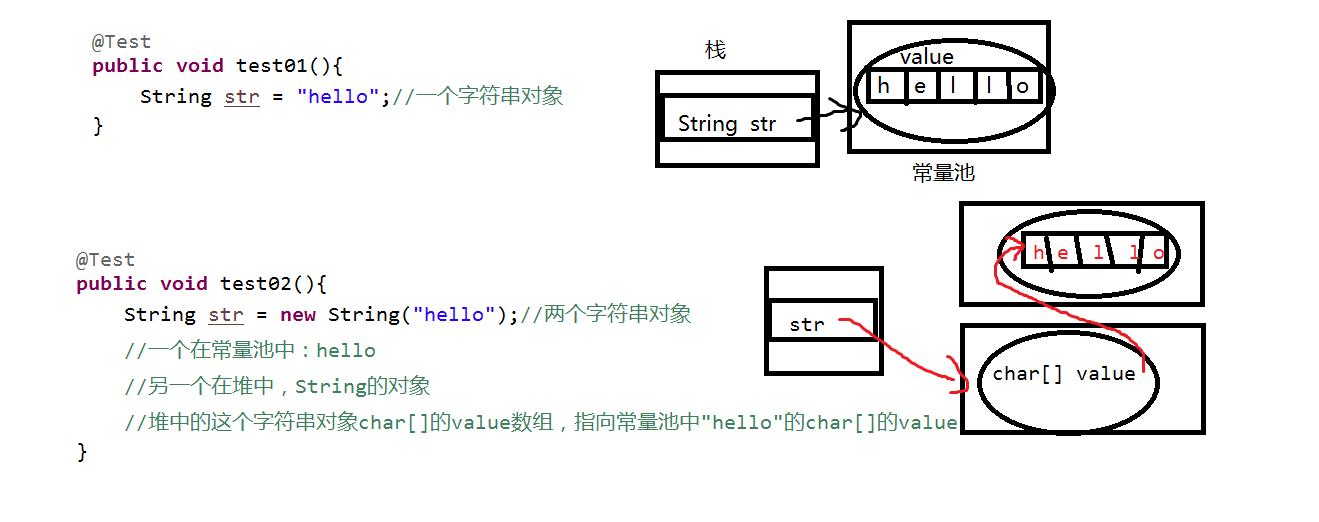 @Test
public void test01(){
String str = "hello";//一个字符串对象
}
栈
String str
value
h e l l o
常量池
@Test
public void test02(){
String str = new String("hello");//两个字符串对象
//一个在常量池中：hello
//另一个在堆中，String的对象
//堆中的这个字符串对象char[]的value数组，指向常量池中"hello"的char[]的value
}
str
h e l l o
char[] value